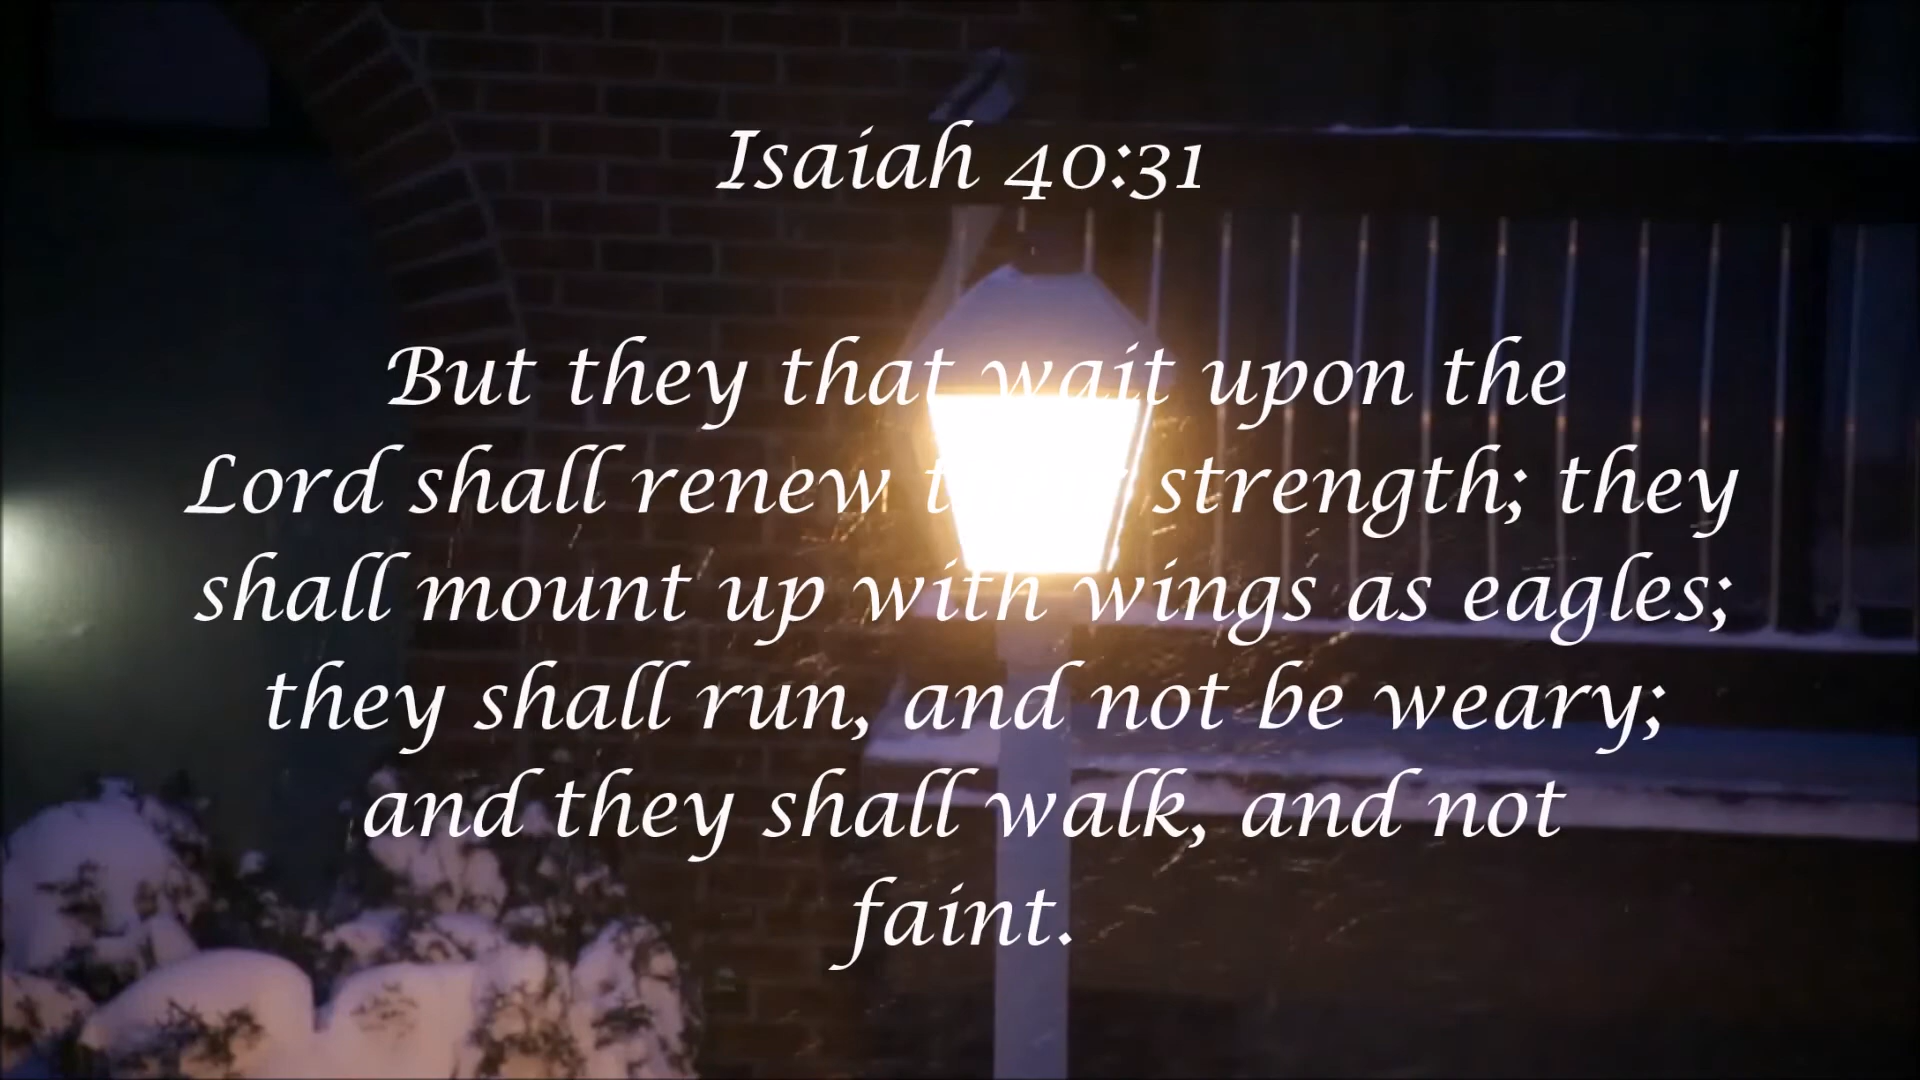 Isaiah 40:31
But they that wait upon the
Lord shall renew their strength; they
shall mount up with wings as eagles;
they shall run, and not be weary;
and they shall walk, and not
faint.